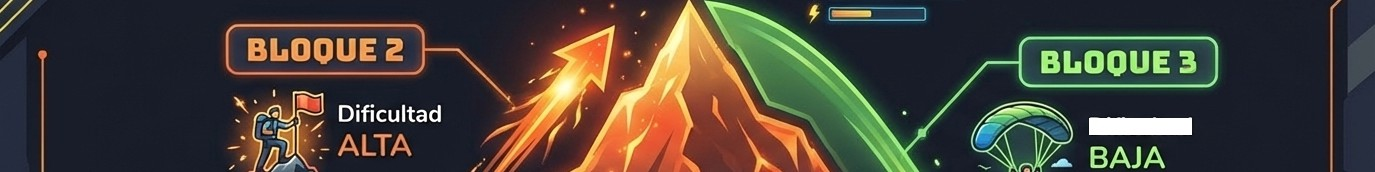 BLOQUE 2
Dificultad
ALTA
BLOQUE 3
BAJA